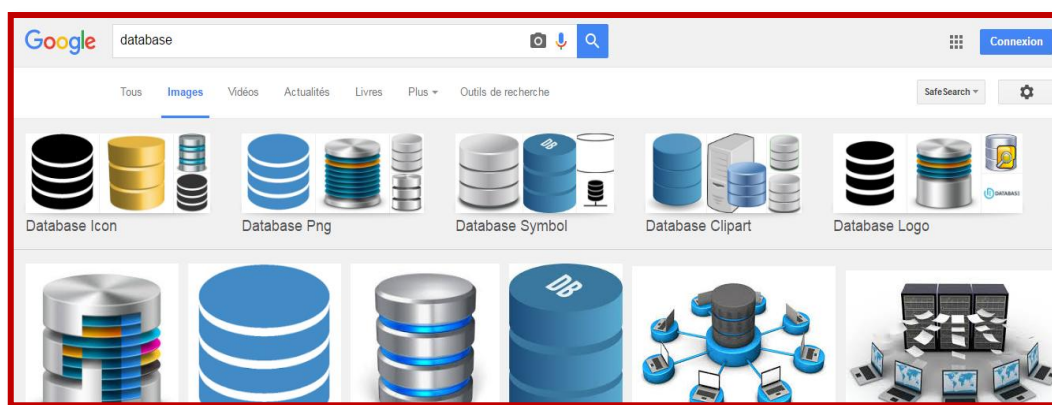 Google database Connexion
Tous Images Vidéos Actualités Livres Plus Outils de recherche SafeSearch
DB
DATABASE
Database Icon Database Png Database Symbol Database Clipart Database Logo
DB